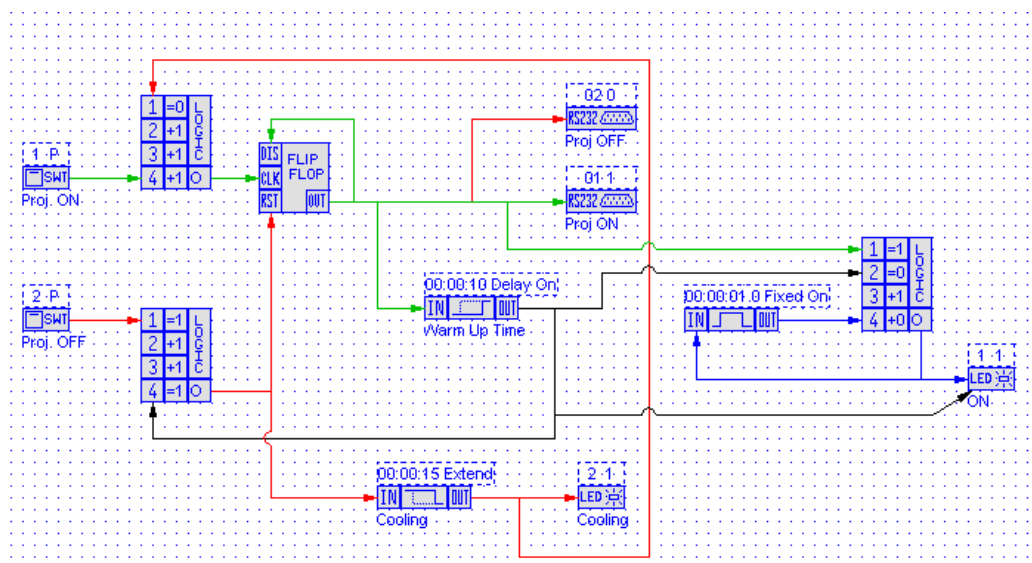 02 0
RS232
Proj OFF
1 =0
2 +1
3 +1
4 +1 O
LOGIC
1 P
SWT
Proj. ON
DIS
CLK
RST
FLIP
FLOP
OUT
01 1
RS232
Proj ON
1 =1
2 =0
3 +1
4 +0 O
LOGIC
2 P
SWT
Proj. OFF
00:00:10 Delay On
IN OUT
Warm Up Time
00:00:01.0 Fixed On
IN OUT
1 =1
2 +1
3 +1
4 =1 O
LOGIC
1 1
LED
ON
00:00:15 Extend
IN OUT
Cooling
2 1
LED
Cooling